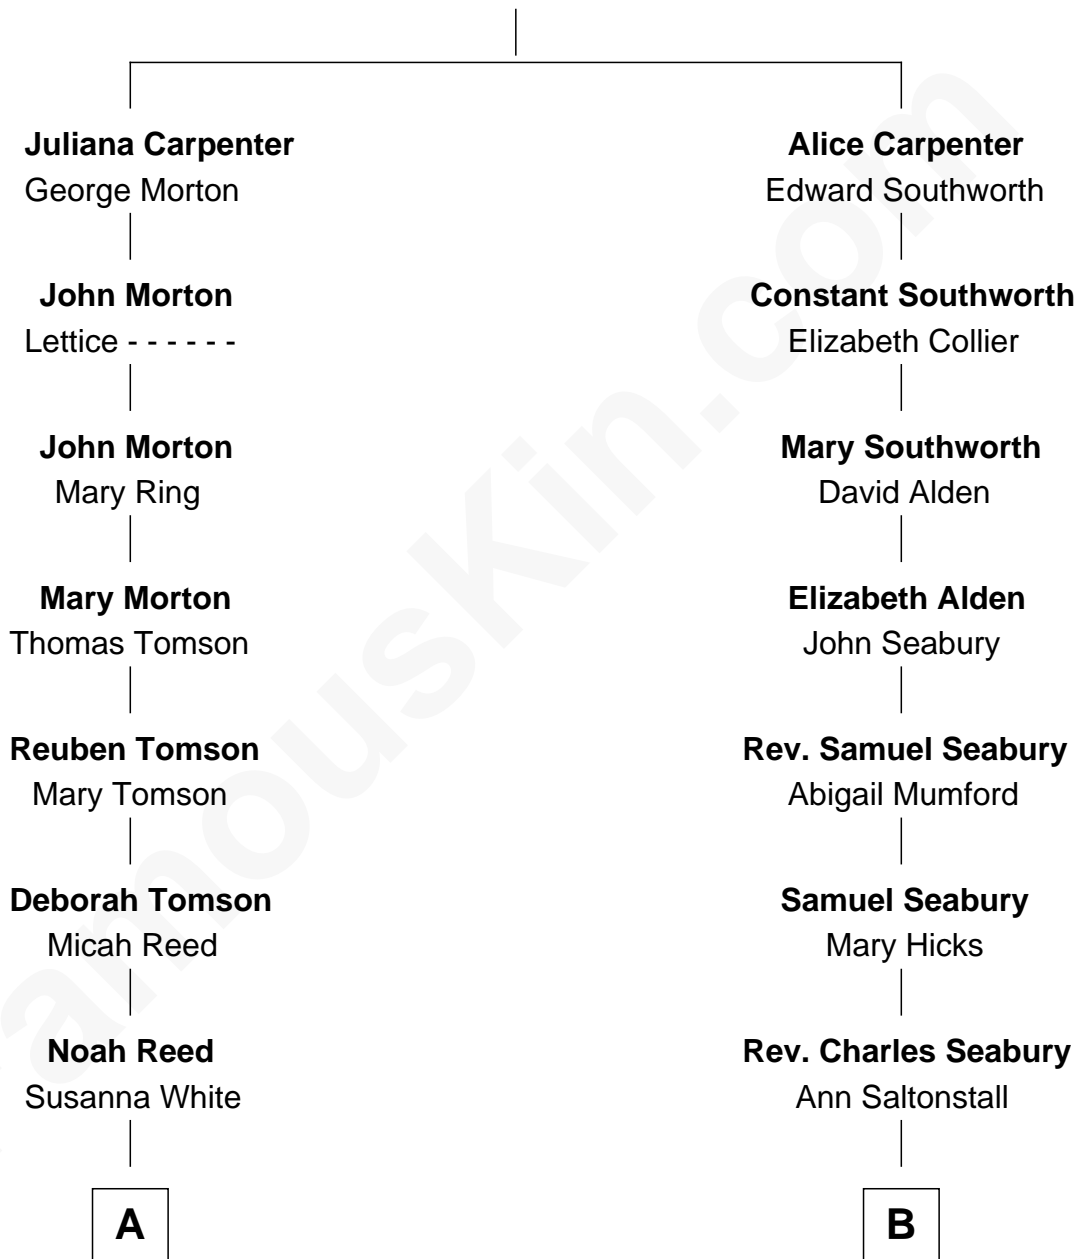 Juliana Carpenter
George Morton
Alice Carpenter
Edward Southworth
John Morton
Lettice - - - - - -
Constant Southworth
Elizabeth Collier
John Morton
Mary Ring
Mary Southworth
David Alden
Mary Morton
Thomas Tomson
Elizabeth Alden
John Seabury
Reuben Tomson
Mary Tomson
Rev. Samuel Seabury
Abigail Mumford
Deborah Tomson
Micah Reed
Samuel Seabury
Mary Hicks
Noah Reed
Susanna White
Rev. Charles Seabury
Ann Saltonstall
A
B
amousKin.com